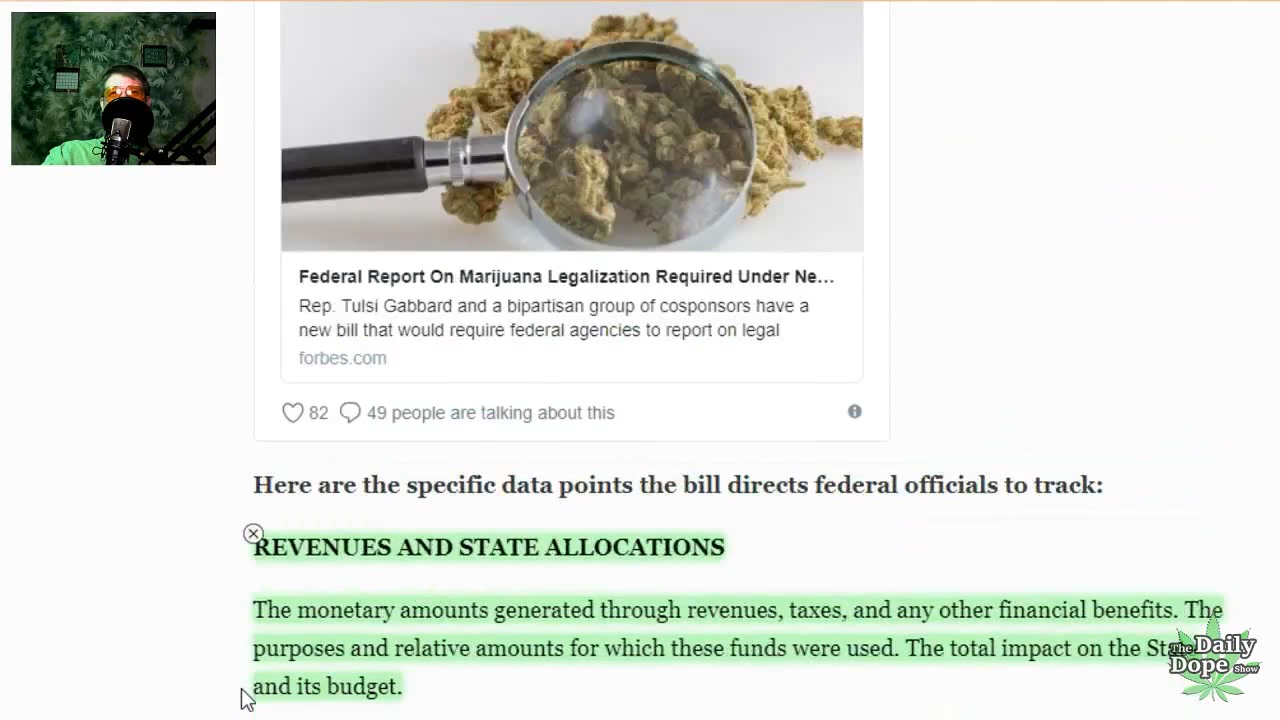 Federal Report On Marijuana Legalization Required Under Ne...
Rep. Tulsi Gabbard and a bipartisan group of cosponsors have a
new bill that would require federal agencies to report on legal
forbes.com
82 49 people are talking about this
Here are the specific data points the bill directs federal officials to track:
REVENUES AND STATE ALLOCATIONS
The monetary amounts generated through revenues, taxes, and any other financial benefits. The
purposes and relative amounts for which these funds were used. The total impact on the
and its budget.
The Daily
Dope Show